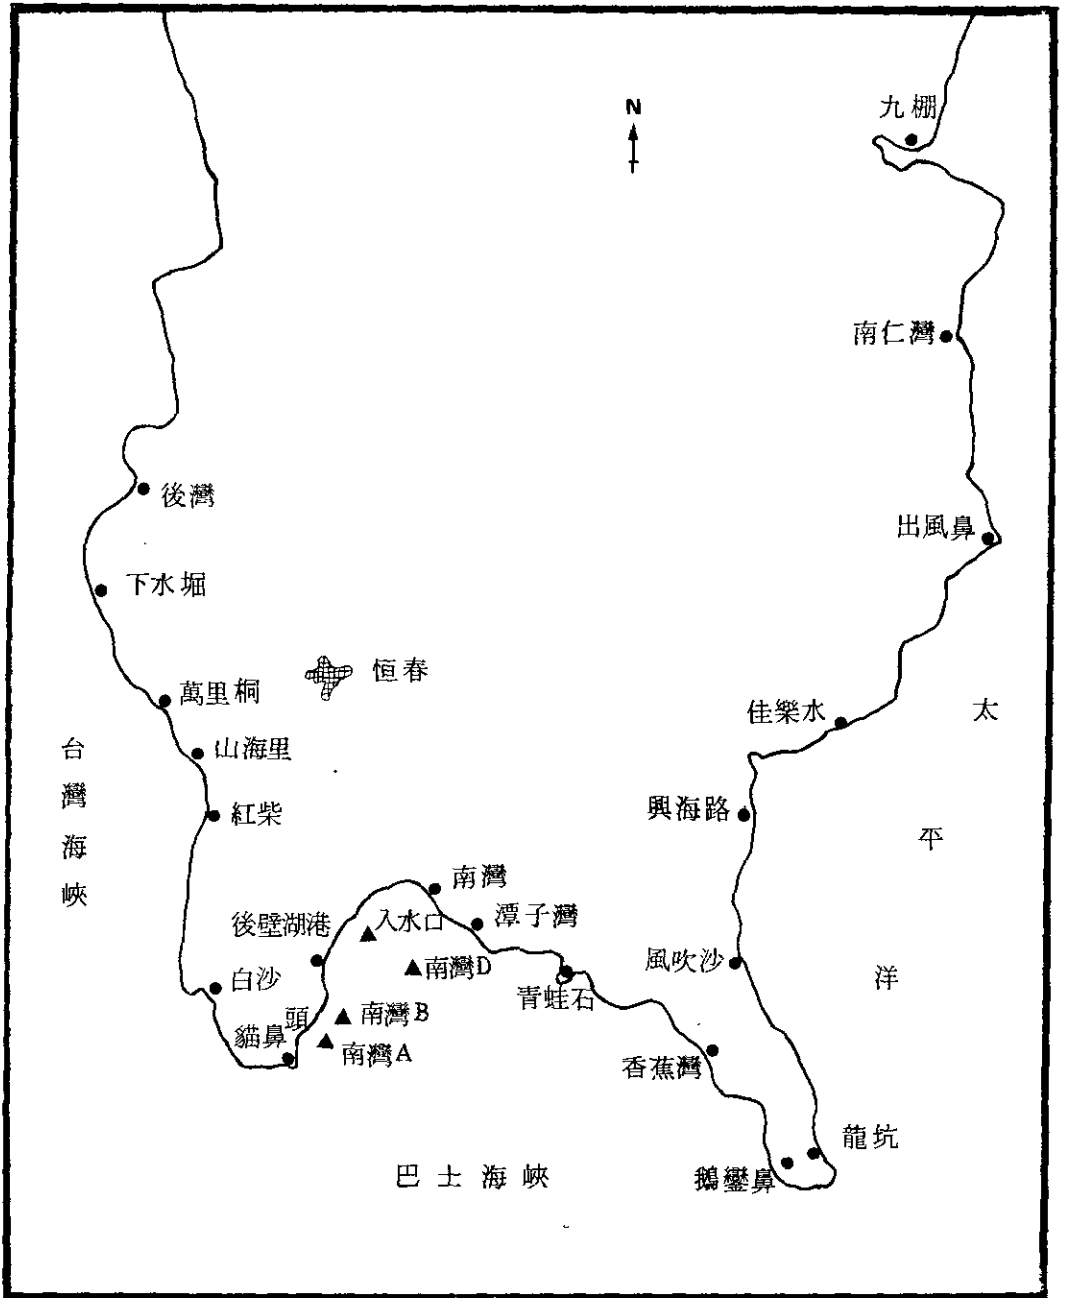 N
九棚
南仁灣
後灣
出風鼻
下水堀
恒春
萬里桐
佳樂水
太平洋
山海里
台灣海峽
紅柴
興海路
南灣
潭子灣
入水口
後壁湖港
南灣D
風吹沙
白沙
青蛙石
南灣B
貓鼻頭
南灣A
香蕉灣
龍坑
鵝鑾鼻
巴士海峽